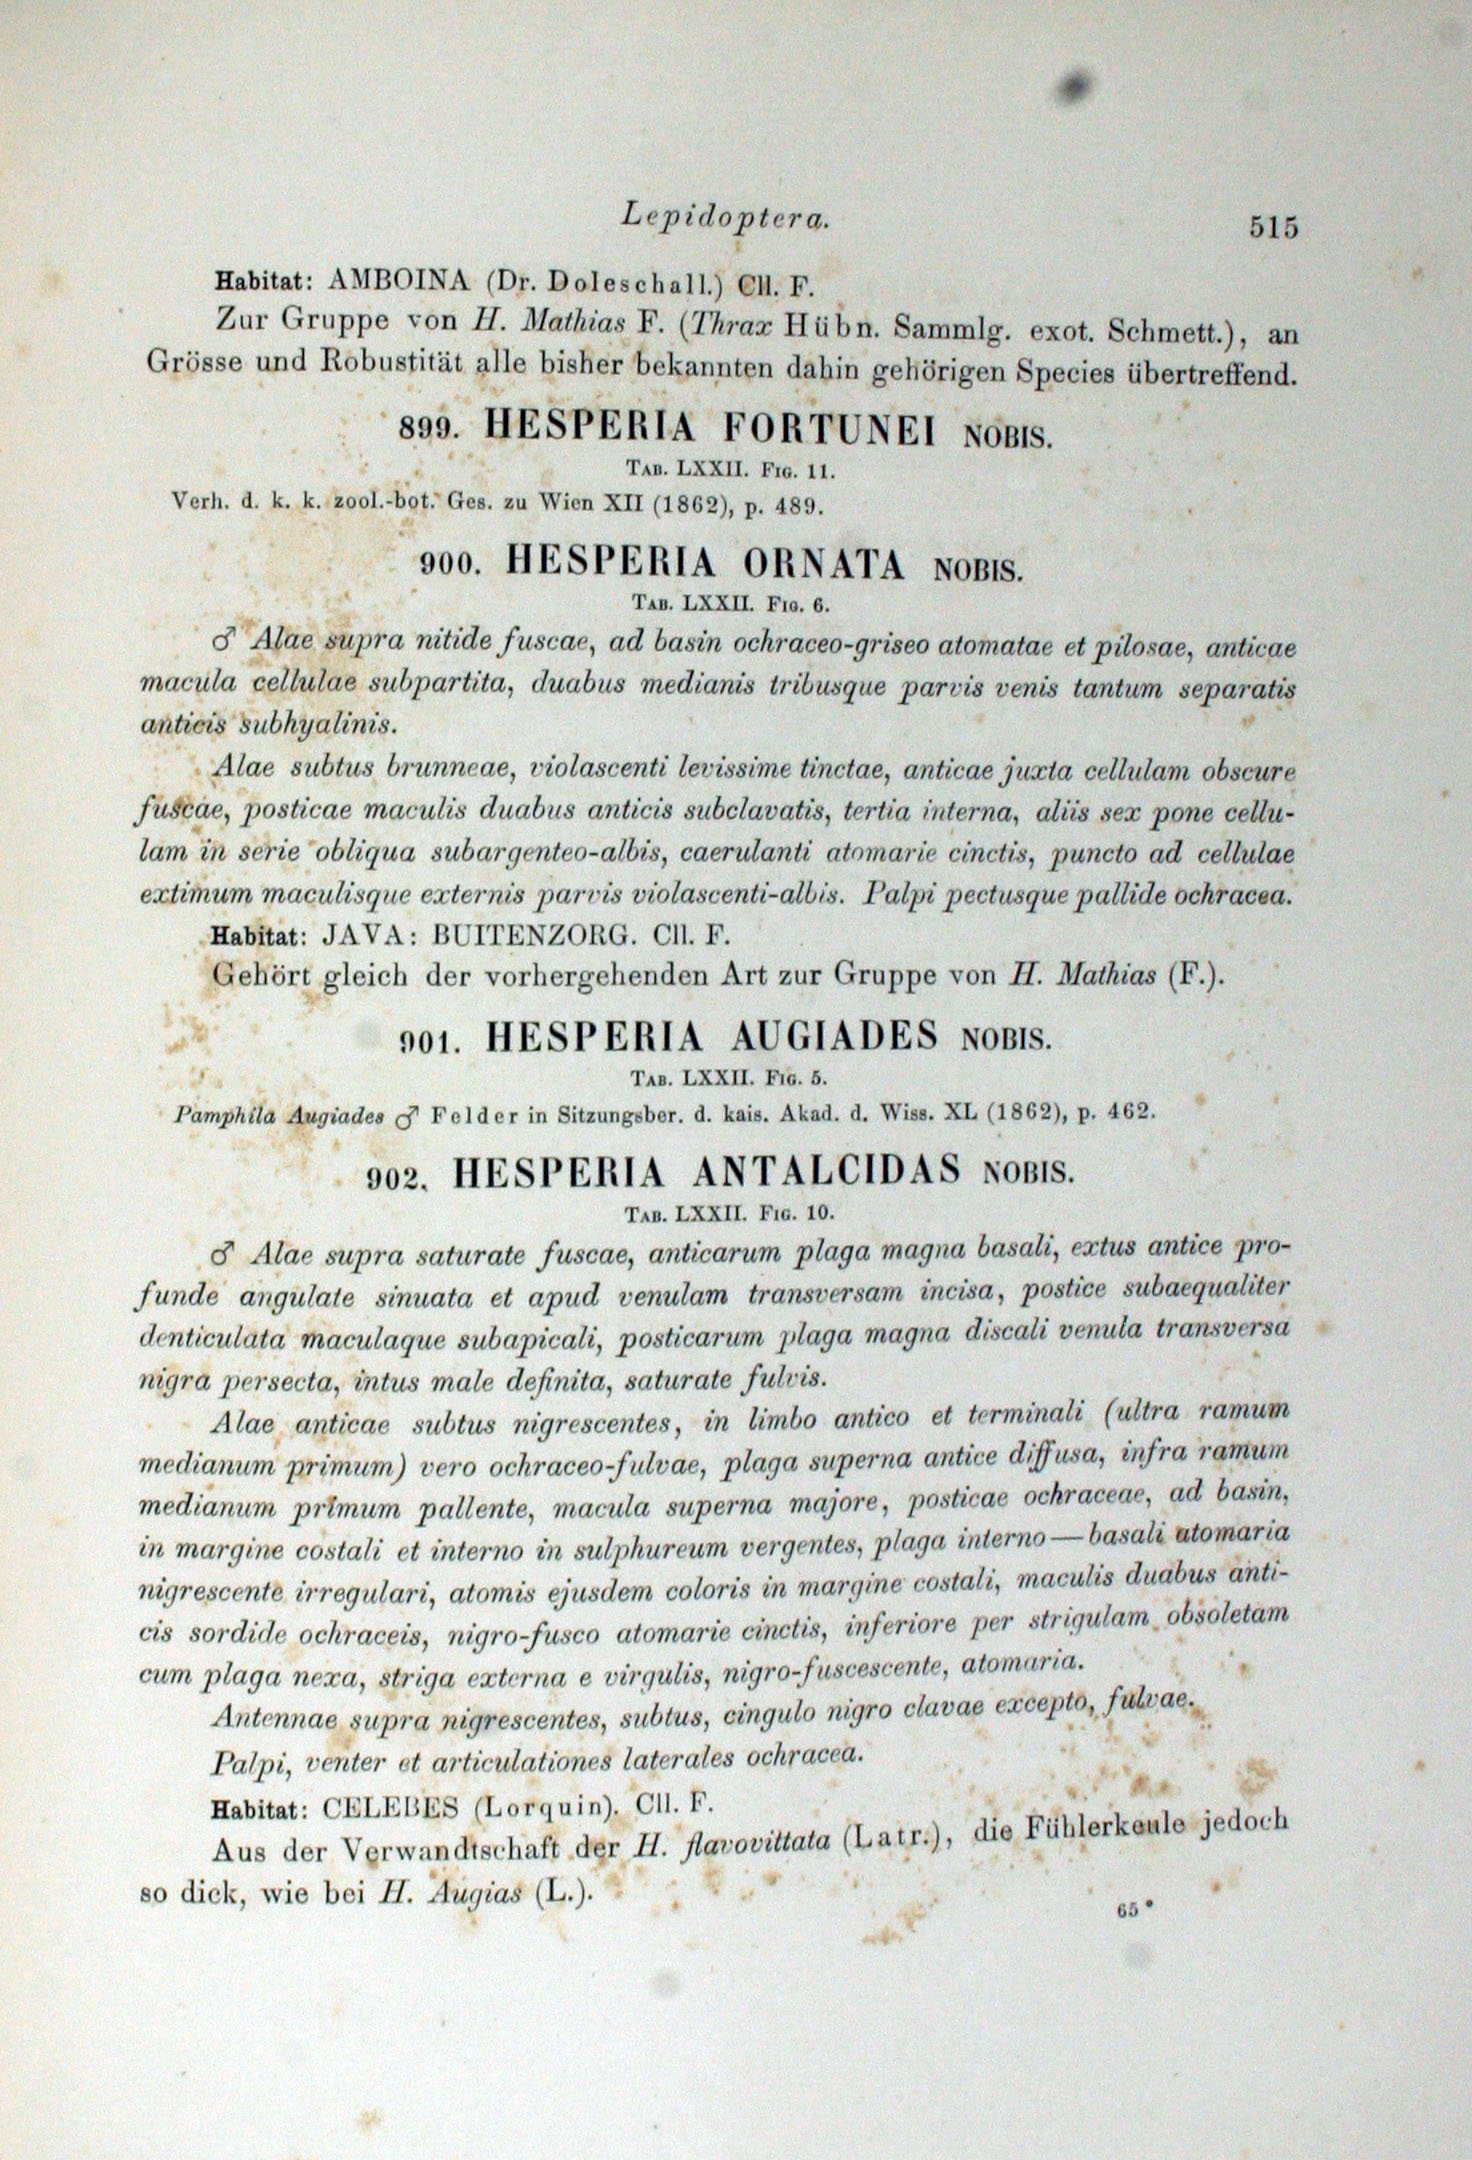 Lepidoptera.
515
Habitat: AMBOINA (Dr. Doleschall.) Cll. F.
Zur Gruppe von H. Mathias F. (Thrax Hübn. Sammlg. exot. Schmett.), an
Grösse und Robustität alle bisher bekannten dahin gehörigen Species übertreffend.
899. HESPERIA FORTUNEI NOBIS.
TAB. LXXII. FIG. 11.
Verh. d. k. k. zool.-bot. Ges. zu Wien XII (1862), p. 489.
900. HESPERIA ORNATA NOBIS.
TAB. LXXII. FIG. 6.
♂ Alae supra nitide fuscae, ad basin ochraceo-griseo atomatae et pilosae, anticae
macula cellulae subpartita, duabus medianis tribusque parvis venis tantum separatis
anticis subhyalinis.
Alae subtus brunneae, violascenti levissime tinctae, anticae juxta cellulam obscure
fuscae, posticae maculis duabus anticis subclavatis, tertia interna, aliis sex pone cellu-
lam in serie obliqua subargenteo-albis, caerulanti atomarie cinctis, puncto ad cellulae
extimum maculisque externis parvis violascenti-albis. Palpi pectusque pallide ochracea.
Habitat: JAVA: BUITENZORG. Cll. F.
Gehört gleich der vorhergehenden Art zur Gruppe von H. Mathias (F.).
901. HESPERIA AUGIADES NOBIS.
TAB. LXXII. FIG. 5.
Pamphila Augiades ♂ Felder in Sitzungsber. d. kais. Akad. d. Wiss. XL (1862), p. 462.
902. HESPERIA ANTALCIDAS NOBIS.
TAB. LXXII. FIG. 10.
♂ Alae supra saturate fuscae, anticarum plaga magna basali, extus antice pro-
funde angulate sinuata et apud venulam transversam incisa, postice subaequaliter
denticulata maculaque subapicali, posticarum plaga magna discali venula transversa
nigra persecta, intus male definita, saturate fulvis.
Alae anticae subtus nigrescentes, in limbo antico et terminali (ultra ramum
medianum primum) vero ochraceo-fulvae, plaga superna antice diffusa, infra ramum
medianum primum pallente, macula superna majore, posticae ochraceae, ad basin,
in margine costali et interno in sulphureum vergentes, plaga interno—basali atomaria
nigrescente irregulari, atomis ejusdem coloris in margine costali, maculis duabus anti-
cis sordide ochraceis, nigro-fusco atomarie cinctis, inferiore per strigulam obsoletam
cum plaga nexa, striga externa e virgulis, nigro-fuscescente, atomaria.
Antennae supra nigrescentes, subtus, cingulo nigro clavae excepto, fulvae.
Palpi, venter et articulationes laterales ochracea.
Habitat: CELEBES (Lorquin). Cll. F.
Aus der Verwandtschaft der H. flavovittata (Latr.), die Fühlerkeule jedoch
so dick, wie bei H. Augias (L.).
65*